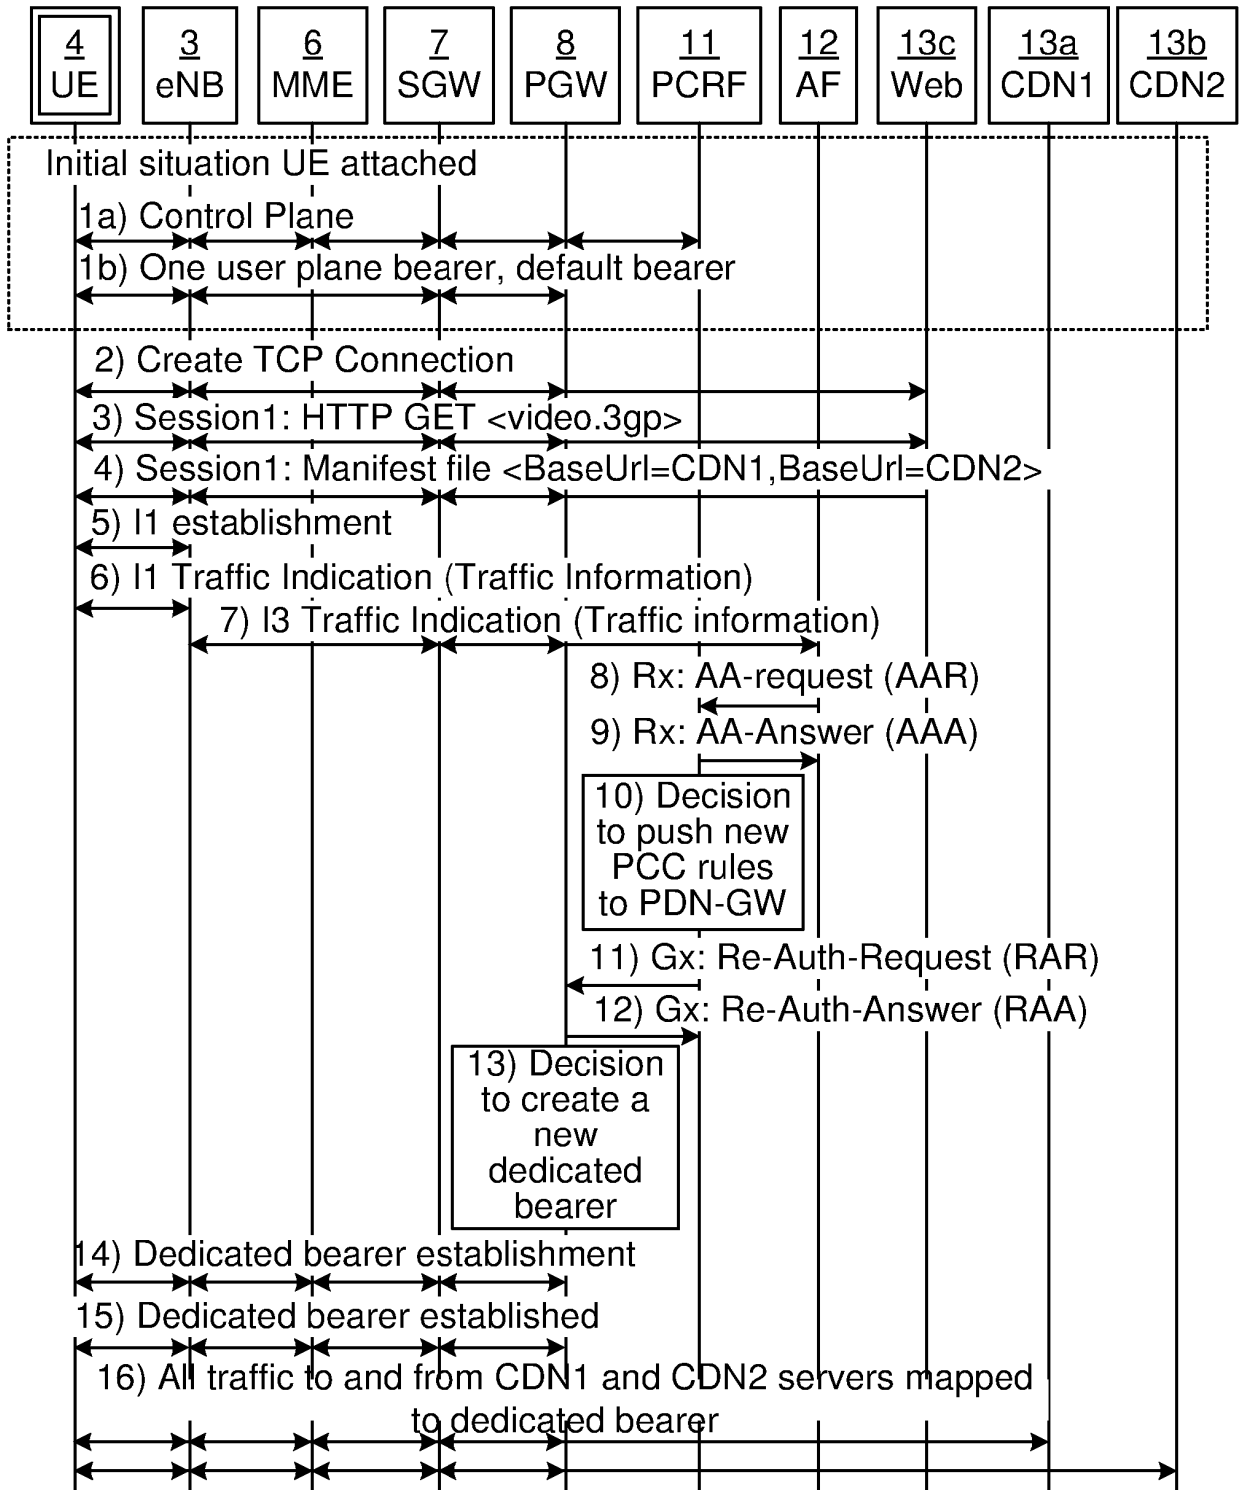 4 3 6 7 8 11 12 13c 13a 13b
UE eNB MME SGW PGW PCRF AF Web CDN1 CDN2
Initial situation UE attached
1a) Control Plane
1b) One user plane bearer, default bearer
2) Create TCP Connection
3) Session1: HTTP GET <video.3gp>
4) Session1: Manifest file <BaseUrl=CDN1,BaseUrl=CDN2>
5) I1 establishment
6) I1 Traffic Indication (Traffic Information)
7) I3 Traffic Indication (Traffic information)
8) Rx: AA-request (AAR)
9) Rx: AA-Answer (AAA)
10) Decision
to push new
PCC rules
to PDN-GW
11) Gx: Re-Auth-Request (RAR)
12) Gx: Re-Auth-Answer (RAA)
13) Decision
to create a
new
dedicated
bearer
14) Dedicated bearer establishment
15) Dedicated bearer established
16) All traffic to and from CDN1 and CDN2 servers mapped
to dedicated bearer